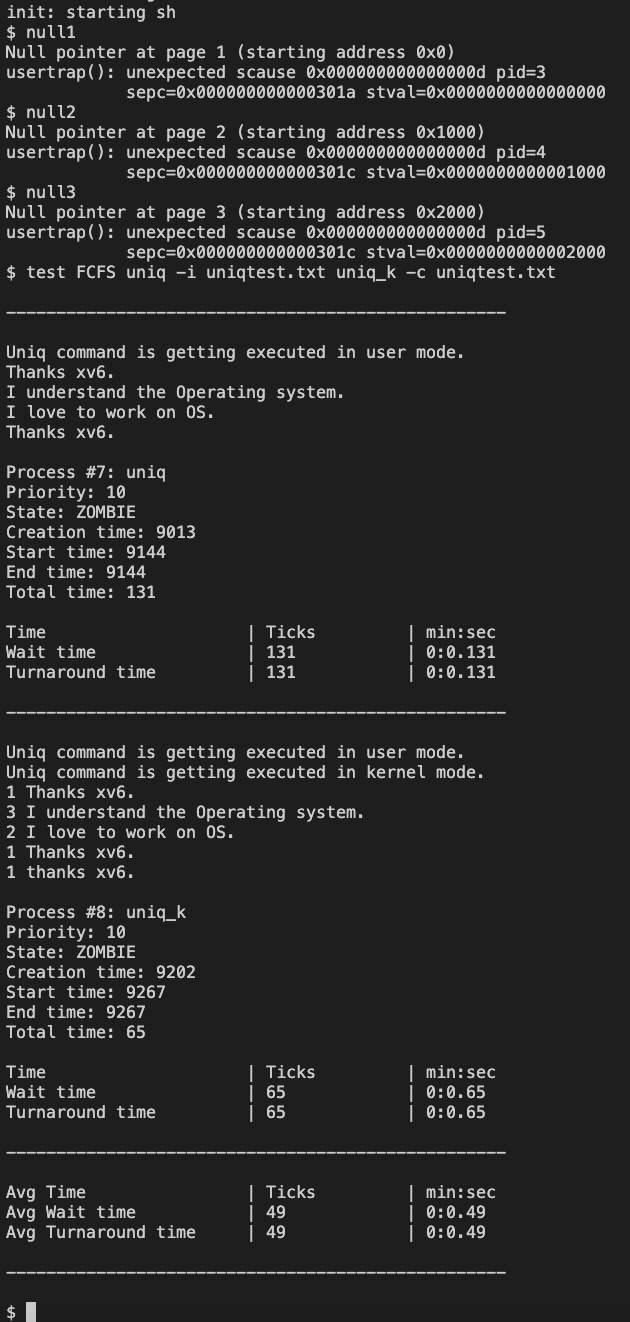 init: starting sh
$ null1
Null pointer at page 1 (starting address 0x0)
usertrap(): unexpected scause 0x000000000000000d pid=3
            sepc=0x000000000000301a stval=0x0000000000000000
$ null2
Null pointer at page 2 (starting address 0x1000)
usertrap(): unexpected scause 0x000000000000000d pid=4
            sepc=0x000000000000301c stval=0x0000000000001000
$ null3
Null pointer at page 3 (starting address 0x2000)
usertrap(): unexpected scause 0x000000000000000d pid=5
            sepc=0x000000000000301c stval=0x0000000000002000
$ test FCFS uniq -i uniqtest.txt uniq_k -c uniqtest.txt
__________________________________________________
Uniq command is getting executed in user mode.
Thanks xv6.
I understand the Operating system.
I love to work on OS.
Thanks xv6.
Process #7: uniq
Priority: 10
State: ZOMBIE
Creation time: 9013
Start time: 9144
End time: 9144
Total time: 131
Time                    | Ticks         | min:sec
Wait time               | 131           | 0:0.131
Turnaround time         | 131           | 0:0.131
__________________________________________________
Uniq command is getting executed in user mode.
Uniq command is getting executed in kernel mode.
1 Thanks xv6.
3 I understand the Operating system.
2 I love to work on OS.
1 Thanks xv6.
1 thanks xv6.
Process #8: uniq_k
Priority: 10
State: ZOMBIE
Creation time: 9202
Start time: 9267
End time: 9267
Total time: 65
Time                    | Ticks         | min:sec
Wait time               | 65            | 0:0.65
Turnaround time         | 65            | 0:0.65
__________________________________________________
Avg Time                | Ticks         | min:sec
Avg Wait time           | 49            | 0:0.49
Avg Turnaround time     | 49            | 0:0.49
__________________________________________________
$